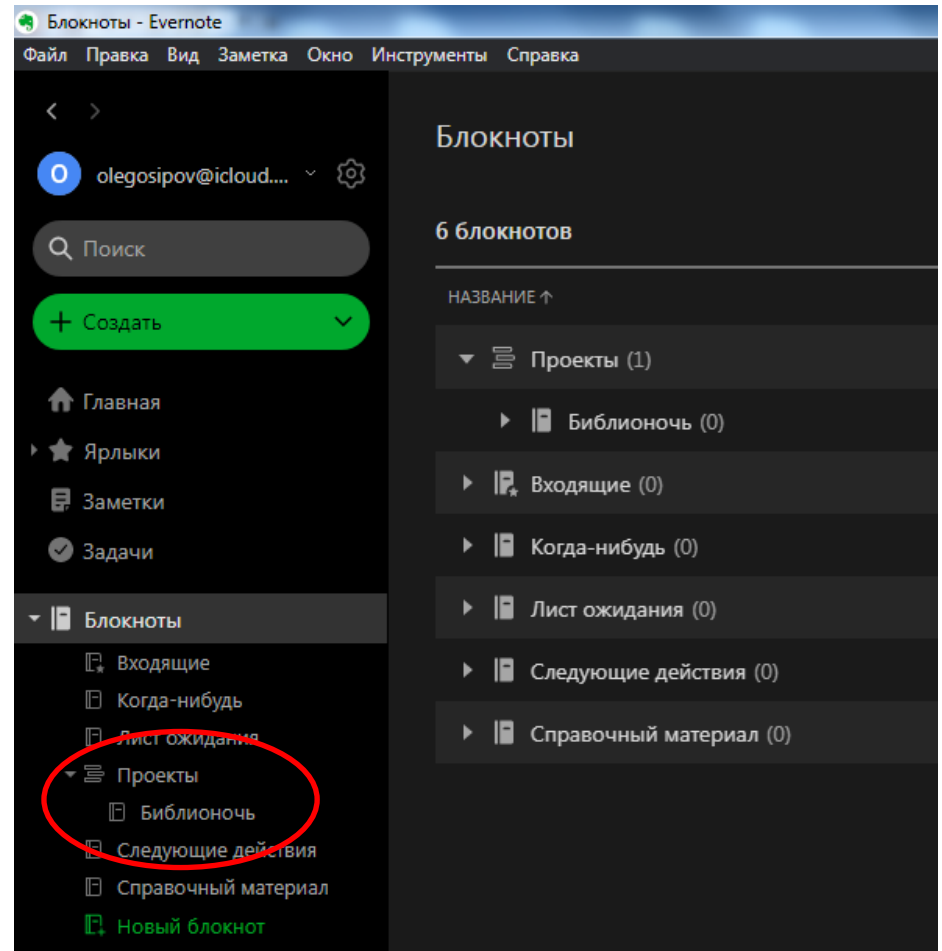 Блокноты - Evernote
Файл Правка Вид Заметка Окно Инструменты Справка
O olegosipov@icloud....
Поиск
Создать
Главная
Ярлыки
Заметки
Задачи
Блокноты
Входящие
Когда-нибудь
Лист ожидания
Проекты
Библионочь
Следующие действия
Справочный материал
Новый блокнот
Блокноты
6 блокнотов
НАЗВАНИЕ ↑
Проекты (1)
Библионочь (0)
Входящие (0)
Когда-нибудь (0)
Лист ожидания (0)
Следующие действия (0)
Справочный материал (0)